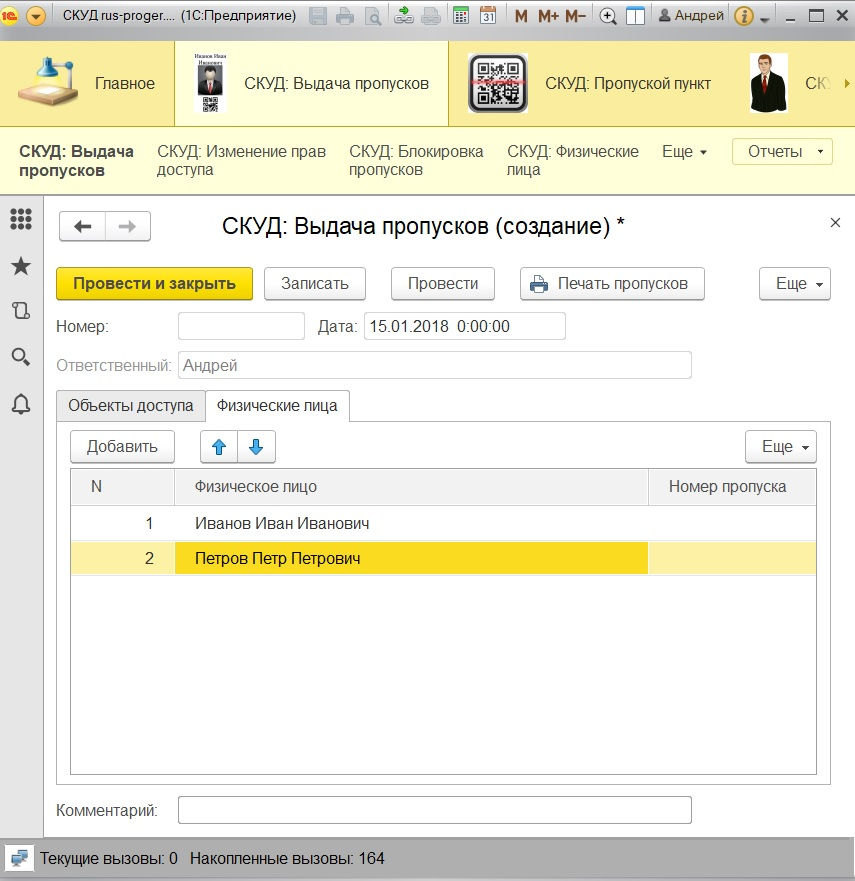 СКУД rus-proger.... (1С:Предприятие) 31 M M+ M- Андрей
Иванов Иван
Иванович
Главное СКУД: Выдача пропусков СКУД: Пропускной пункт СКУ
СКУД: Выдача пропусков
СКУД: Изменение прав доступа
СКУД: Блокировка пропусков
СКУД: Физические лица
Еще
Отчеты
СКУД: Выдача пропусков (создание) *
Провести и закрыть Записать Провести Печать пропусков Еще
Номер: Дата: 15.01.2018 0:00:00
Ответственный: Андрей
Объекты доступа Физические лица
Добавить Еще
N Физическое лицо Номер пропуска
1 Иванов Иван Иванович
2 Петров Петр Петрович
Комментарий:
Текущие вызовы: 0 Накопленные вызовы: 164